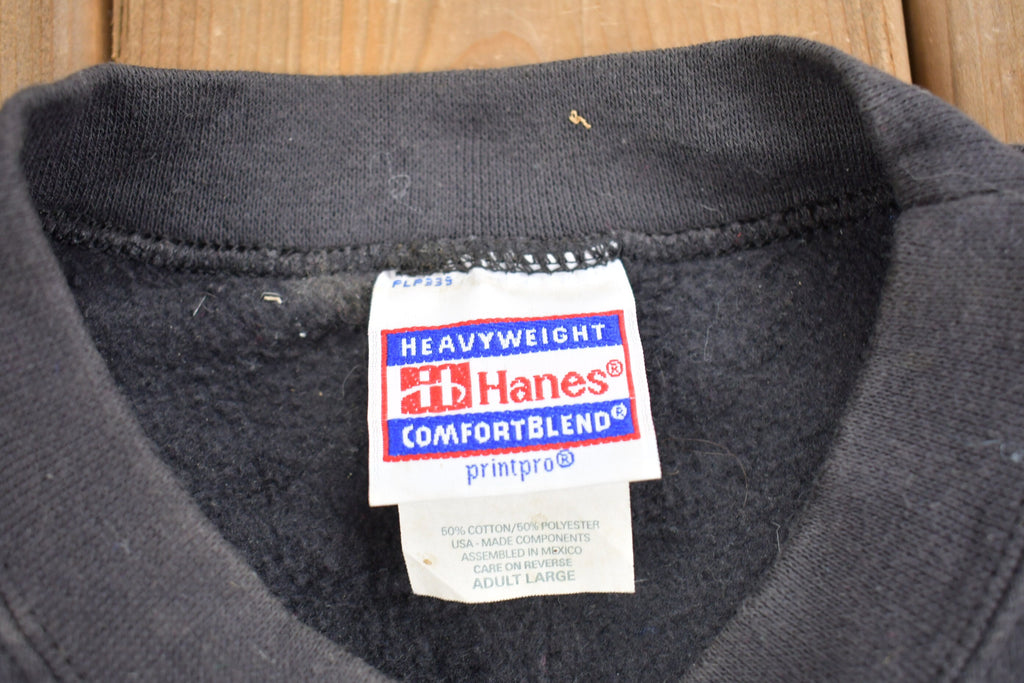 PLP335
HEAVYWEIGHT
Hanes®
COMFORTBLEND®
printpro®
50% COTTON/50% POLYESTER
USA - MADE COMPONENTS
ASSEMBLED IN MEXICO
CARE ON REVERSE
ADULT LARGE